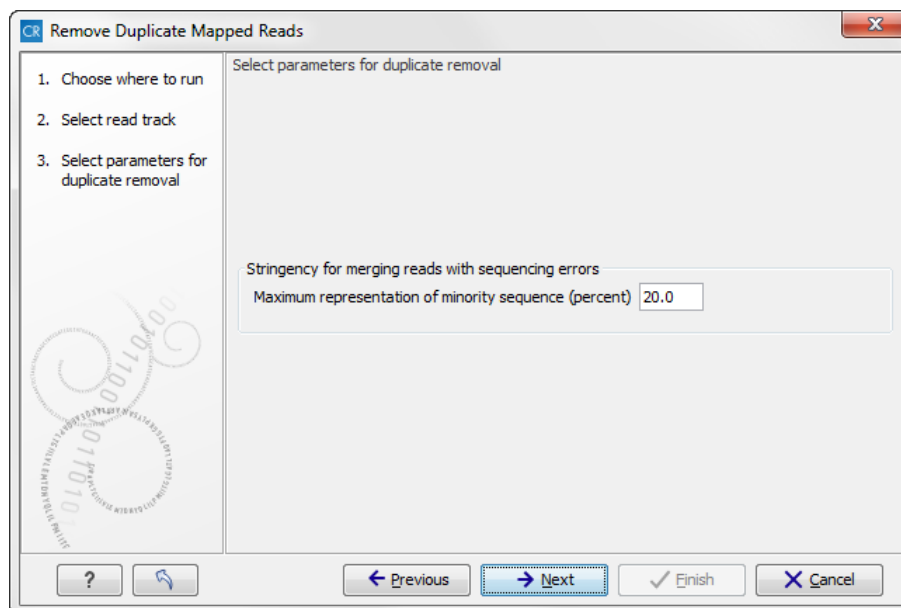 CR Remove Duplicate Mapped Reads
1. Choose where to run
2. Select read track
3. Select parameters for
duplicate removal
Select parameters for duplicate removal
Stringency for merging reads with sequencing errors
Maximum representation of minority sequence (percent) 20.0
? Previous Next Finish Cancel